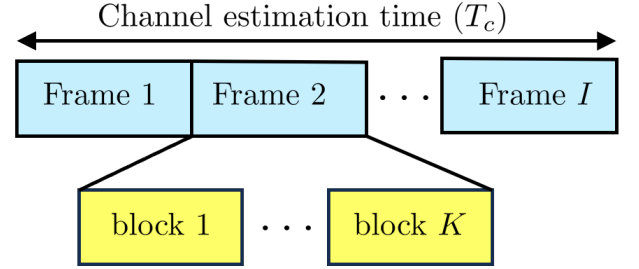 Channel estimation time (T_c)
Frame 1 Frame 2 · · · Frame I
block 1 · · · block K